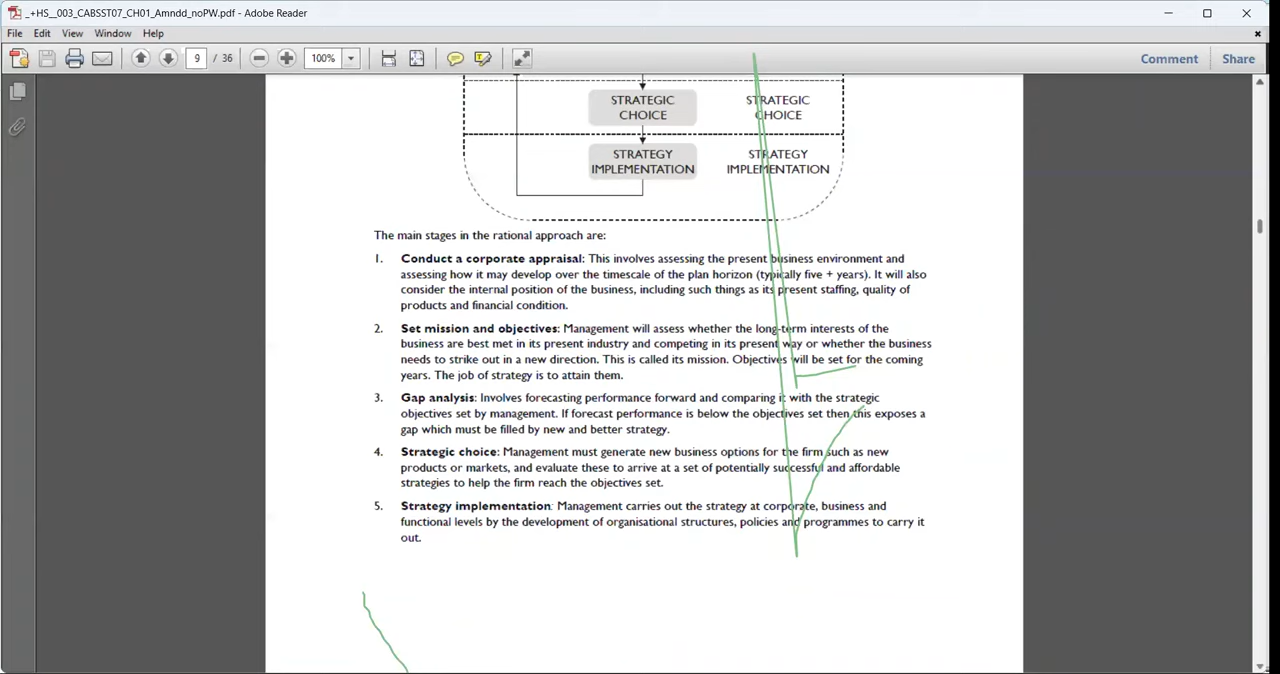 _+HS__003_CABSST07_CH01_Amndd_noPW.pdf - Adobe Reader
File Edit View Window Help
9 / 36 100% Comment Share
STRATEGIC CHOICE STRATEGIC CHOICE
STRATEGY IMPLEMENTATION STRATEGY IMPLEMENTATION
The main stages in the rational approach are:
1. Conduct a corporate appraisal: This involves assessing the present business environment and
assessing how it may develop over the timescale of the plan horizon (typically five + years). It will also
consider the internal position of the business, including such things as its present staffing, quality of
products and financial condition.
2. Set mission and objectives: Management will assess whether the long-term interests of the
business are best met in its present industry and competing in its present way or whether the business
needs to strike out in a new direction. This is called its mission. Objectives will be set for the coming
years. The job of strategy is to attain them.
3. Gap analysis: Involves forecasting performance forward and comparing it with the strategic
objectives set by management. If forecast performance is below the objectives set then this exposes a
gap which must be filled by new and better strategy.
4. Strategic choice: Management must generate new business options for the firm such as new
products or markets, and evaluate these to arrive at a set of potentially successful and affordable
strategies to help the firm reach the objectives set.
5. Strategy implementation: Management carries out the strategy at corporate, business and
functional levels by the development of organisational structures, policies and programmes to carry it
out.